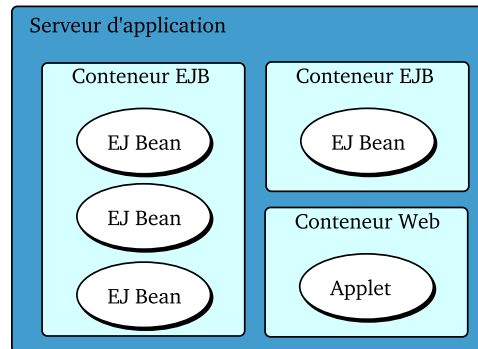 Serveur d'application
Conteneur EJB
EJ Bean
EJ Bean
EJ Bean
Conteneur EJB
EJ Bean
Conteneur Web
Applet